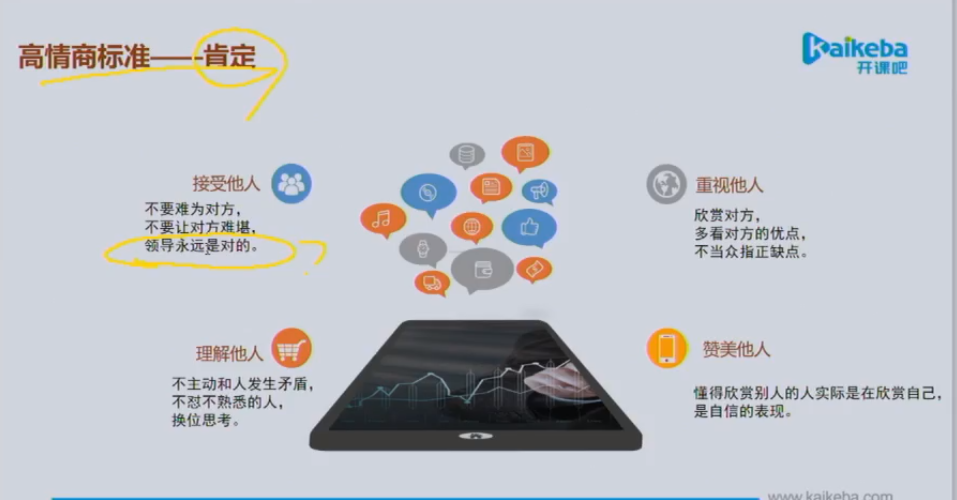 高情商标准——肯定
Kaikeba
开课吧
接受他人
不要难为对方，
不要让对方难堪，
领导永远是对的。
重视他人
欣赏对方，
多看对方的优点，
不当众指正缺点。
理解他人
不主动和人发生矛盾，
不怼不熟悉的人，
换位思考。
赞美他人
懂得欣赏别人的人实际是在欣赏自己，
是自信的表现。
www.kaikeba.com